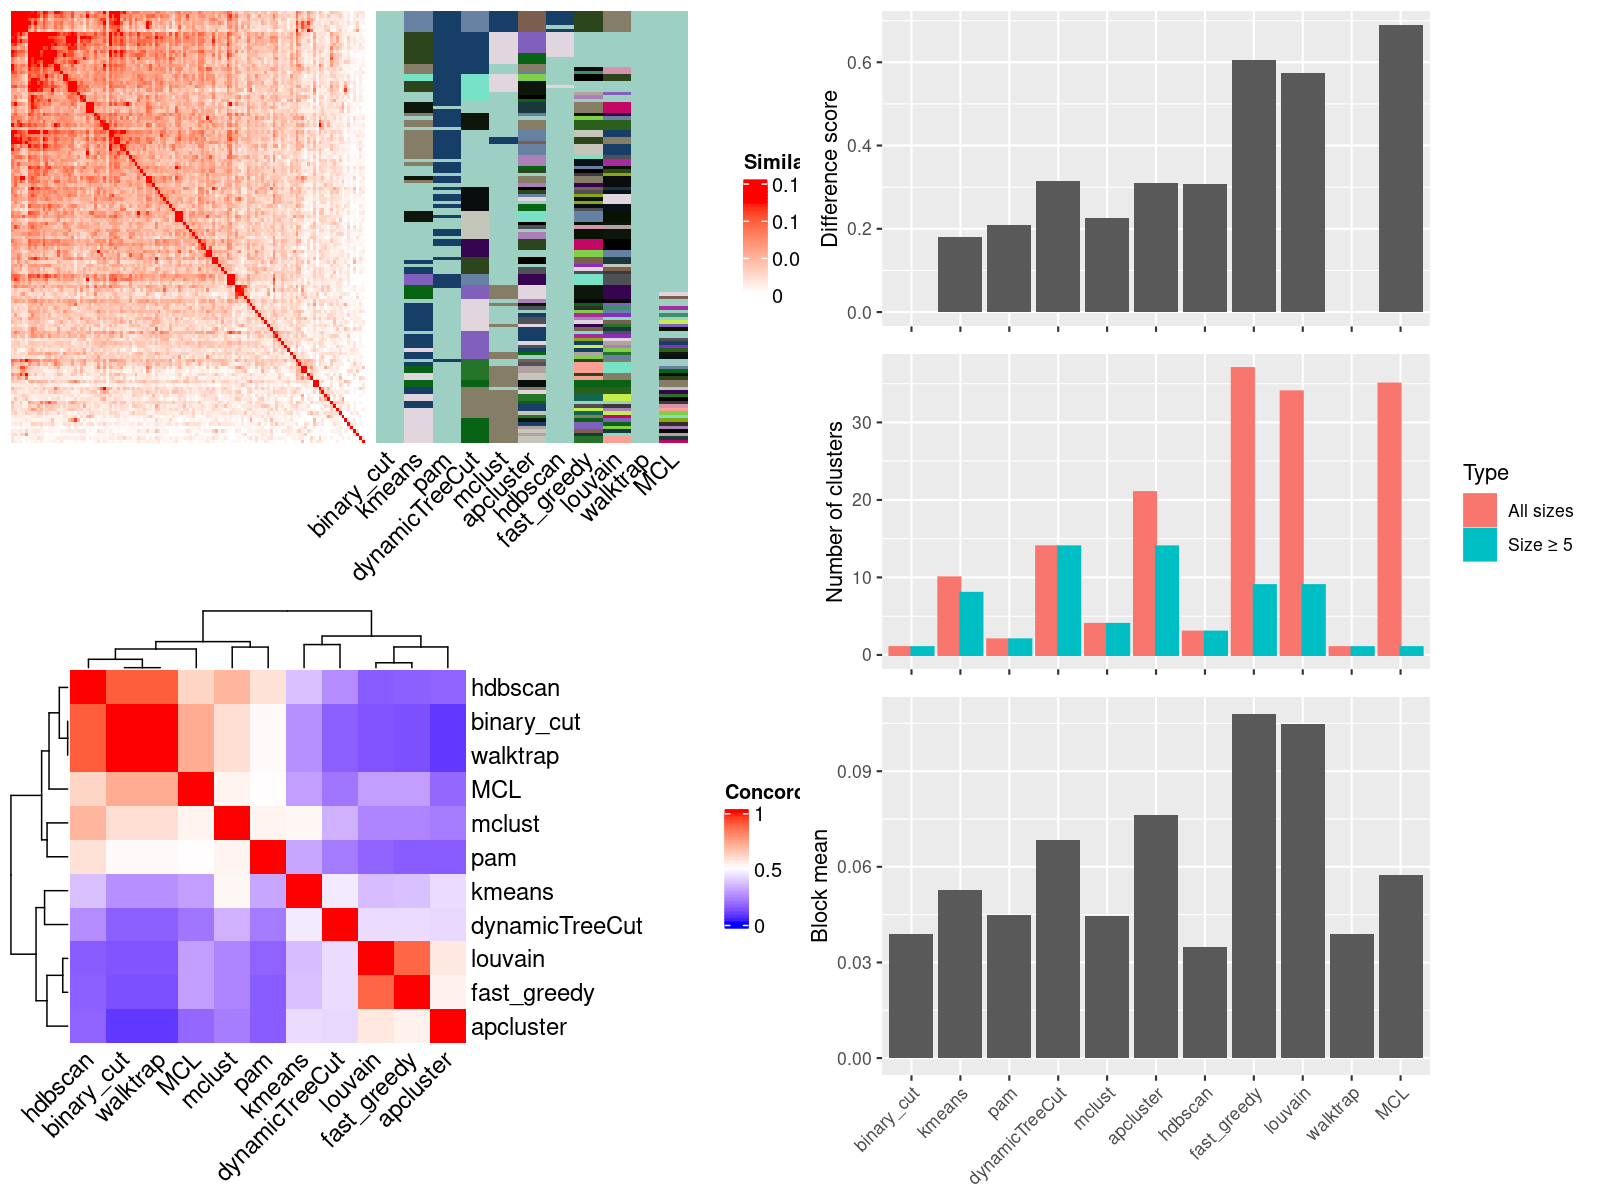 Simila
0.1
0.1
0.0
0
binary_cut
kmeans
pam
dynamicTreeCut
mclust
apcluster
hdbscan
fast_greedy
louvain
walktrap
MCL
hdbscan
binary_cut
walktrap
MCL
mclust
pam
kmeans
dynamicTreeCut
louvain
fast_greedy
apcluster
hdbscan
binary_cut
walktrap
MCL
mclust
pam
kmeans
dynamicTreeCut
louvain
fast_greedy
apcluster
Concord
1
0.5
0
Difference score
0.6
0.4
0.2
0.0
Number of clusters
30
20
10
0
Type
All sizes
Size ≥ 5
Block mean
0.09
0.06
0.03
0.00
binary_cut
kmeans
pam
dynamicTreeCut
mclust
apcluster
hdbscan
fast_greedy
louvain
walktrap
MCL